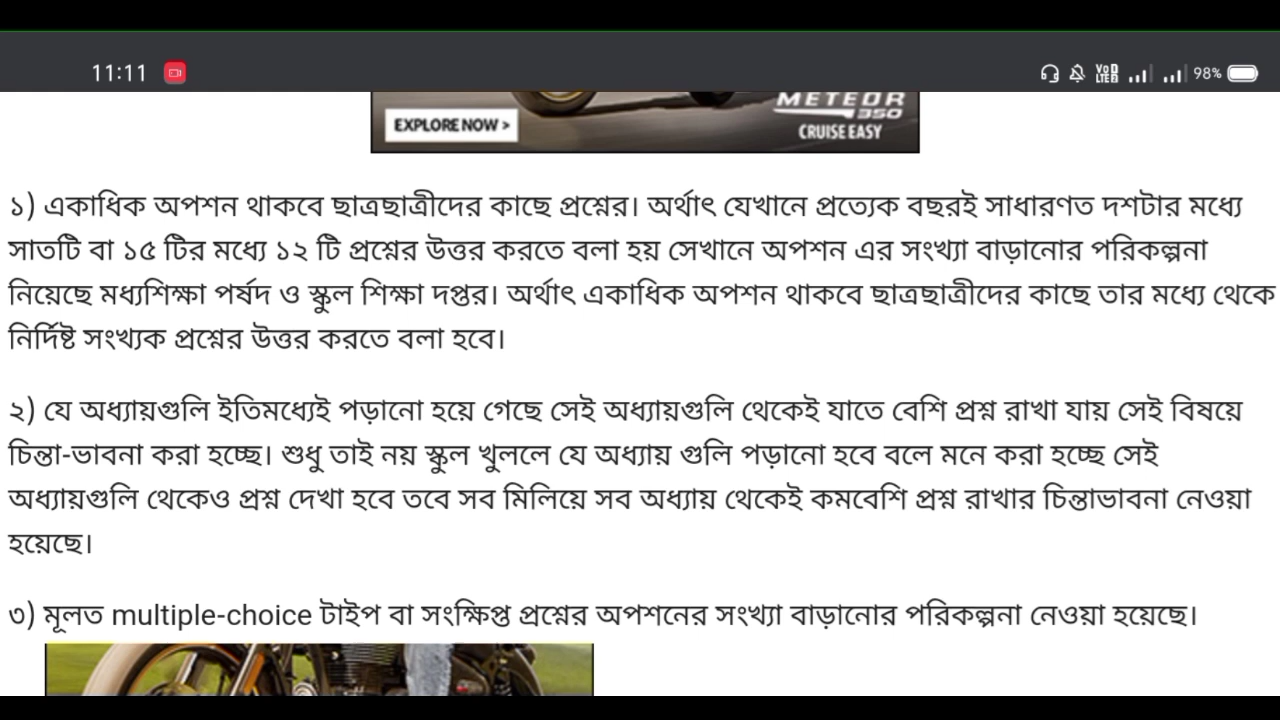 11:11
VoD LTED 98%
METEOR
350
EXPLORE NOW >
CRUISE EASY
১) একাধিক অপশন থাকবে ছাত্রছাত্রীদের কাছে প্রশ্নের। অর্থাৎ যেখানে প্রত্যেক বছরই সাধারণত দশটার মধ্যে
সাতটি বা ১৫ টির মধ্যে ১২ টি প্রশ্নের উত্তর করতে বলা হয় সেখানে অপশন এর সংখ্যা বাড়ানোর পরিকল্পনা
নিয়েছে মধ্যশিক্ষা পর্ষদ ও স্কুল শিক্ষা দপ্তর। অর্থাৎ একাধিক অপশন থাকবে ছাত্রছাত্রীদের কাছে তার মধ্যে থেকে
নির্দিষ্ট সংখ্যক প্রশ্নের উত্তর করতে বলা হবে।
২) যে অধ্যায়গুলি ইতিমধ্যেই পড়ানো হয়ে গেছে সেই অধ্যায়গুলি থেকেই যাতে বেশি প্রশ্ন রাখা যায় সেই বিষয়ে
চিন্তা-ভাবনা করা হচ্ছে। শুধু তাই নয় স্কুল খুললে যে অধ্যায় গুলি পড়ানো হবে বলে মনে করা হচ্ছে সেই
অধ্যায়গুলি থেকেও প্রশ্ন দেখা হবে তবে সব মিলিয়ে সব অধ্যায় থেকেই কমবেশি প্রশ্ন রাখার চিন্তাভাবনা নেওয়া
হয়েছে।
৩) মূলত multiple-choice টাইপ বা সংক্ষিপ্ত প্রশ্নের অপশনের সংখ্যা বাড়ানোর পরিকল্পনা নেওয়া হয়েছে।